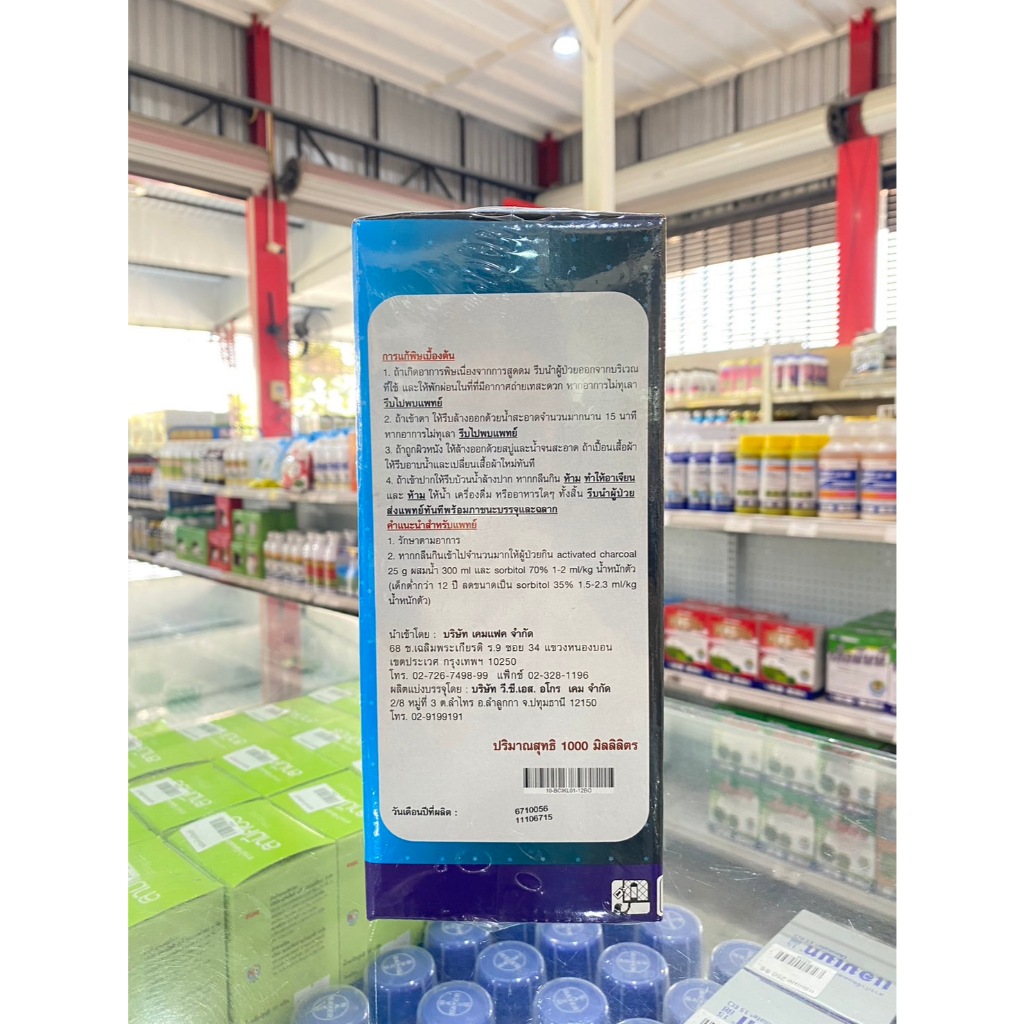 การแก้พิษเบื้องต้น
1. ถ้าเกิดอาการพิษเนื่องจากการสูดดม รีบนำผู้ป่วยออกจากบริเวณ
ที่ใช้ และให้พักผ่อนในที่ที่มีอากาศถ่ายเทสะดวก หากอาการไม่ทุเลา
รีบไปพบแพทย์
2. ถ้าเข้าตา ให้รีบล้างออกด้วยน้ำสะอาดจำนวนมากนาน 15 นาที
หากอาการไม่ทุเลา รีบไปพบแพทย์
3. ถ้าถูกผิวหนัง ให้ล้างออกด้วยสบู่และน้ำจนสะอาด ถ้าเปื้อนเสื้อผ้า
ให้รีบอาบน้ำและเปลี่ยนเสื้อผ้าใหม่ทันที
4. ถ้าเข้าปากให้รีบบ้วนน้ำล้างปาก หากกลืนกิน ห้าม ทำให้อาเจียน
และ ห้าม ให้น้ำ เครื่องดื่ม หรืออาหารใดๆ ทั้งสิ้น รีบนำผู้ป่วย
ส่งแพทย์ทันทีพร้อมภาชนะบรรจุและฉลาก
คำแนะนำสำหรับแพทย์
1. รักษาตามอาการ
2. หากกลืนกินเข้าไปจำนวนมากให้ผู้ป่วยกิน activated charcoal
25 g ผสมน้ำ 300 ml และ sorbitol 70% 1-2 ml/kg น้ำหนักตัว
(เด็กต่ำกว่า 12 ปี ลดขนาดเป็น sorbitol 35% 1.5-2.3 ml/kg
น้ำหนักตัว)
นำเข้าโดย : บริษัท เคมแฟค จำกัด
68 ซ.เฉลิมพระเกียรติ ร.9 ซอย 34 แขวงหนองบอน
เขตประเวศ กรุงเทพฯ 10250
โทร. 02-726-7498-99 แฟ็กซ์ 02-328-1196
ผลิตแบ่งบรรจุโดย : บริษัท วี.ซี.เอส. อโกร เคม จำกัด
2/8 หมู่ที่ 3 ต.ลำไทร อ.ลำลูกกา จ.ปทุมธานี 12150
โทร. 02-9199191
ปริมาณสุทธิ 1000 มิลลิลิตร
10-BC3KL01-12BO
วันเดือนปีที่ผลิต : 6710056
11106715